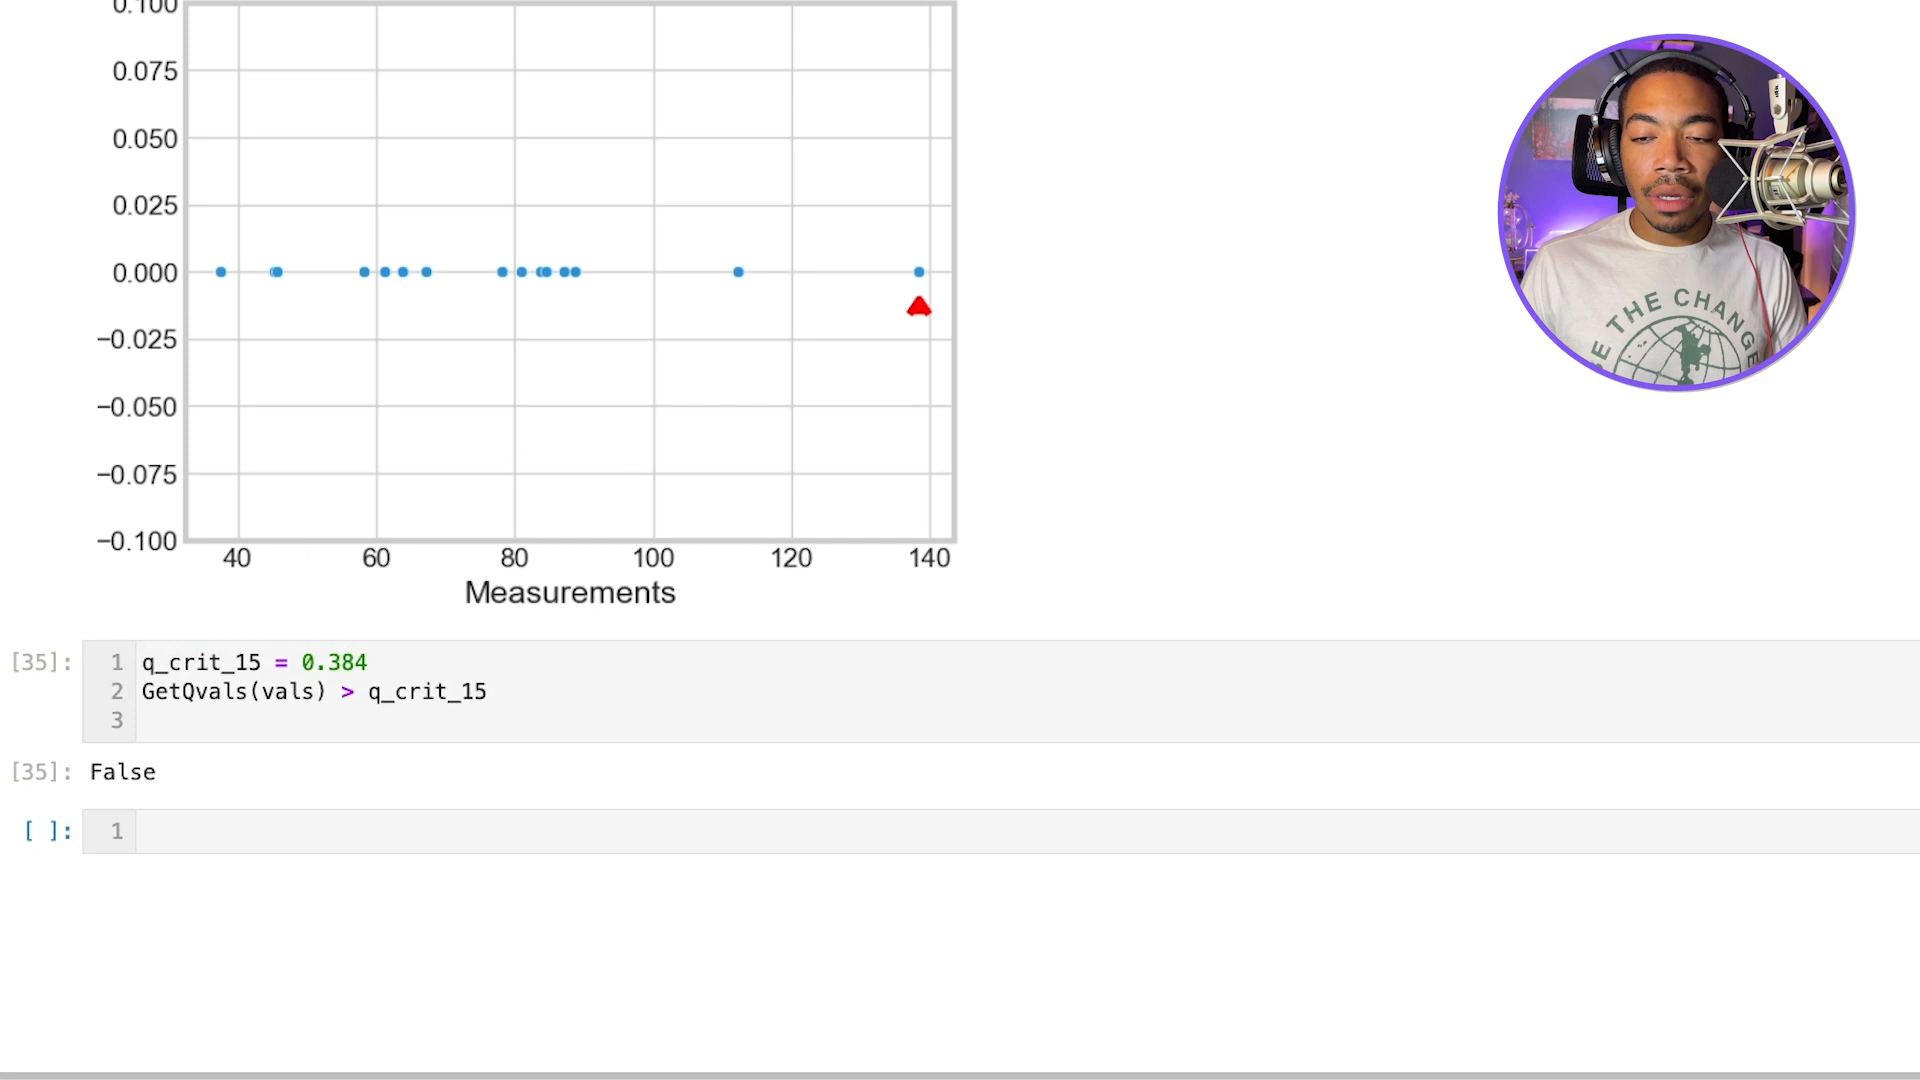 0.100
0.075
0.050
0.025
0.000
−0.025
−0.050
−0.075
−0.100
40 60 80 100 120 140
Measurements
[35]: 1 q_crit_15 = 0.384
2 GetQvals(vals) > q_crit_15
3
[35]: False
[ ]: 1
THE CHANGE